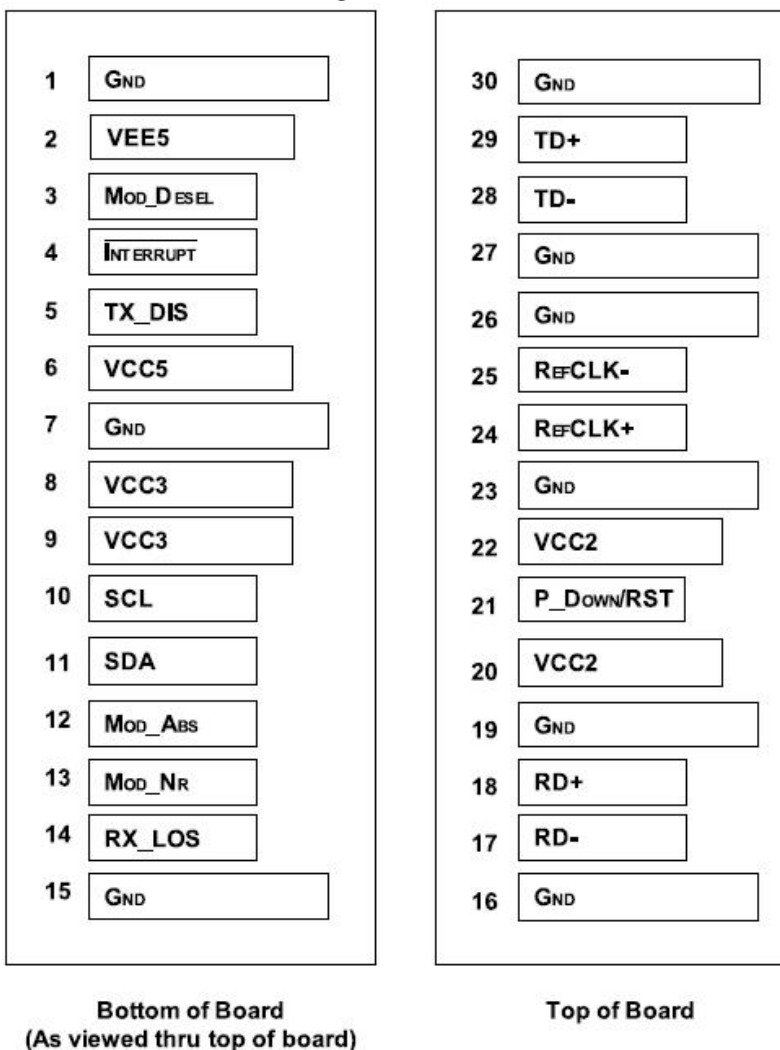 1 GND
2 VEE5
3 MOD_DESEL
4 INTERRUPT
5 TX_DIS
6 VCC5
7 GND
8 VCC3
9 VCC3
10 SCL
11 SDA
12 MOD_ABS
13 MOD_NR
14 RX_LOS
15 GND
Bottom of Board
(As viewed thru top of board)
30 GND
29 TD+
28 TD-
27 GND
26 GND
25 REFCLK-
24 REFCLK+
23 GND
22 VCC2
21 P_DOWN/RST
20 VCC2
19 GND
18 RD+
17 RD-
16 GND
Top of Board